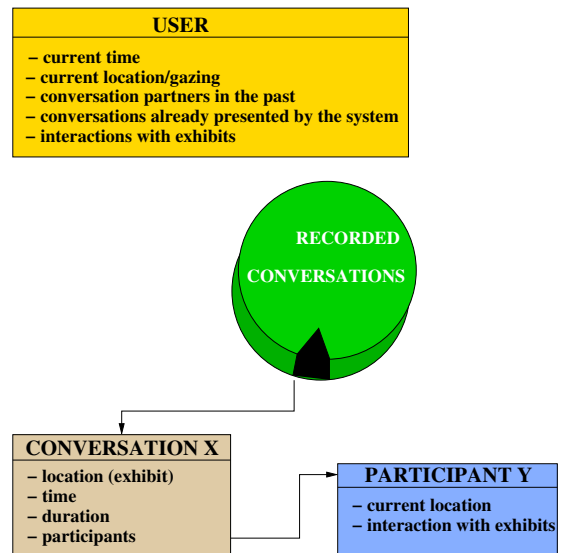 USER
– current time
– current location/gazing
– conversation partners in the past
– conversations already presented by the system
– interactions with exhibits
RECORDED
CONVERSATIONS
CONVERSATION X
– location (exhibit)
– time
– duration
– participants
PARTICIPANT Y
– current location
– interaction with exhibits